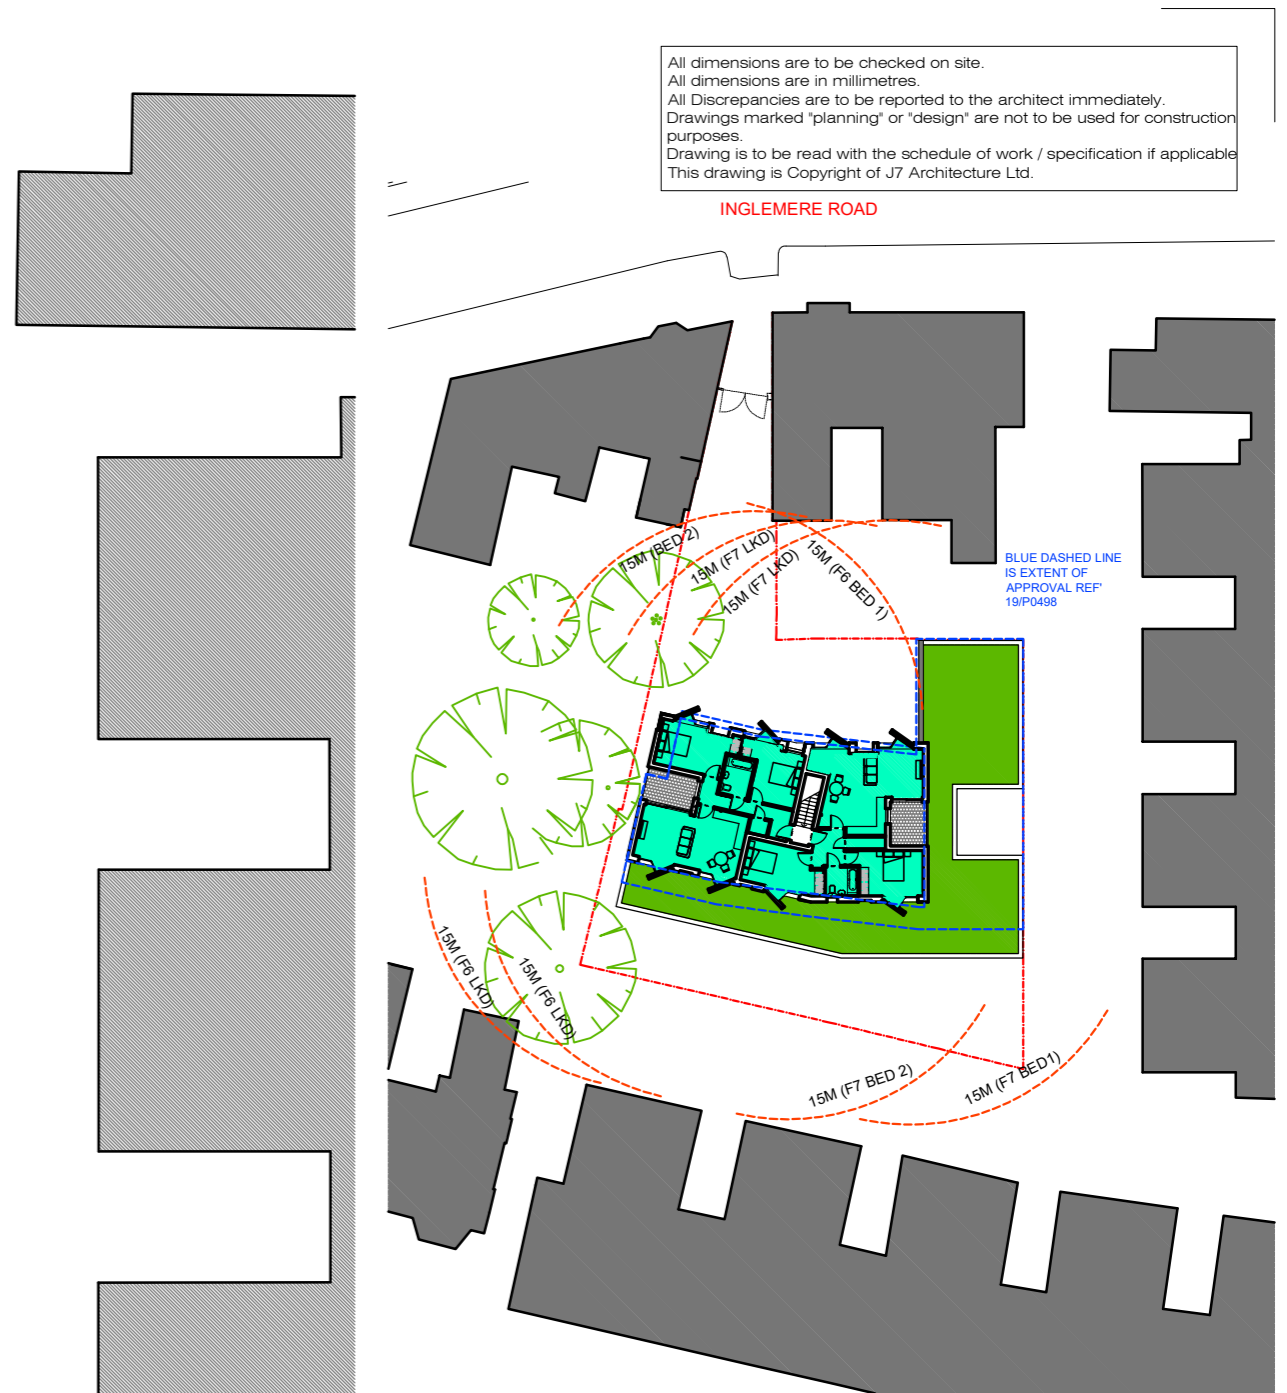 All dimensions are to be checked on site.
All dimensions are in millimetres.
All Discrepancies are to be reported to the architect immediately.
Drawings marked "planning" or "design" are not to be used for construction
purposes.
Drawing is to be read with the schedule of work / specification if applicable
This drawing is Copyright of J7 Architecture Ltd.
INGLEMERE ROAD
15M (BED 2)
15M (F7 LKD)
15M (F7 LKD)
15M (F6 BED 1)
BLUE DASHED LINE
IS EXTENT OF
APPROVAL REF'
19/P0498
15M (F6 LKD)
15M (F6 LKD)
15M (F7 BED 2)
15M (F7 BED1)